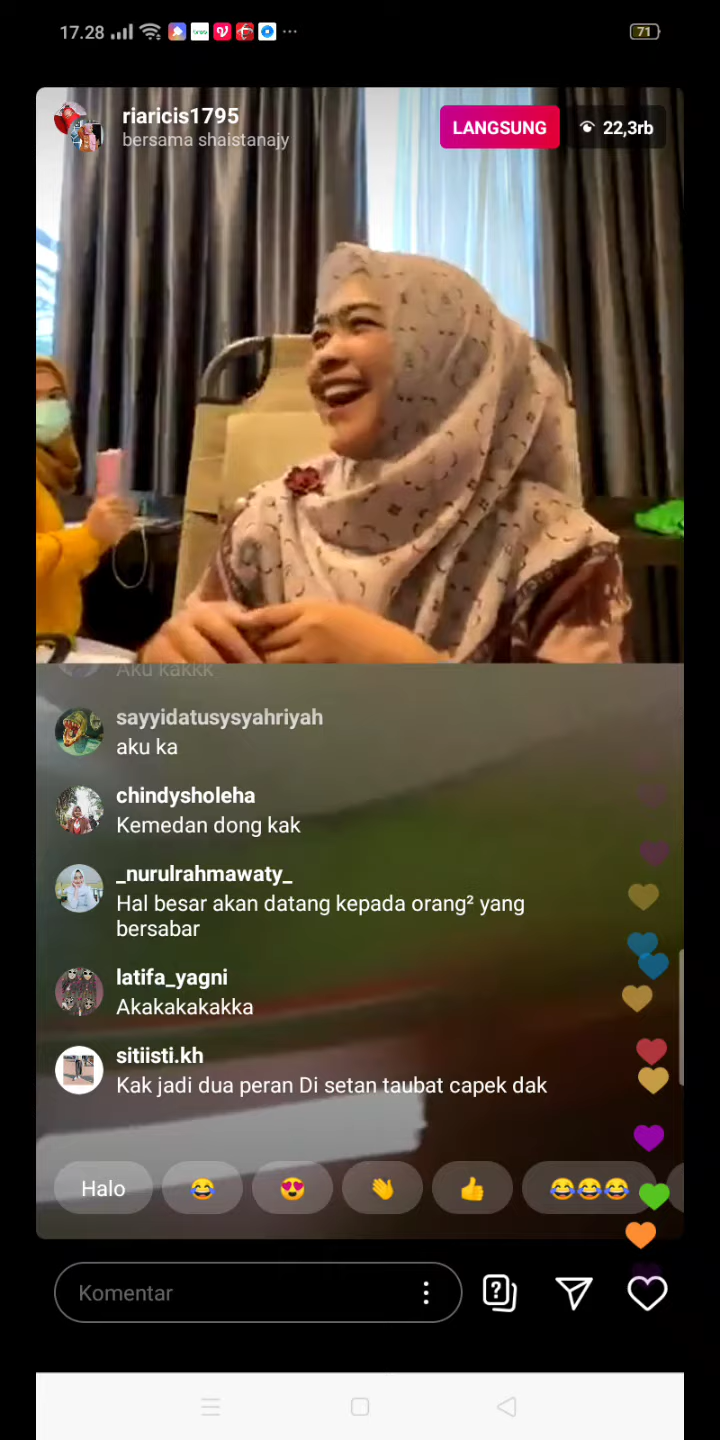 17.28
71
riaricis1795
bersama shaistanajy
LANGSUNG
22,3rb
Aku kakkk
sayyidatusysyahriyah
aku ka
chindysholeha
Kemedan dong kak
_nurulrahmawaty_
Hal besar akan datang kepada orang² yang
bersabar
latifa_yagni
Akakakakakka
sitiisti.kh
Kak jadi dua peran Di setan taubat capek dak
Halo
Komentar